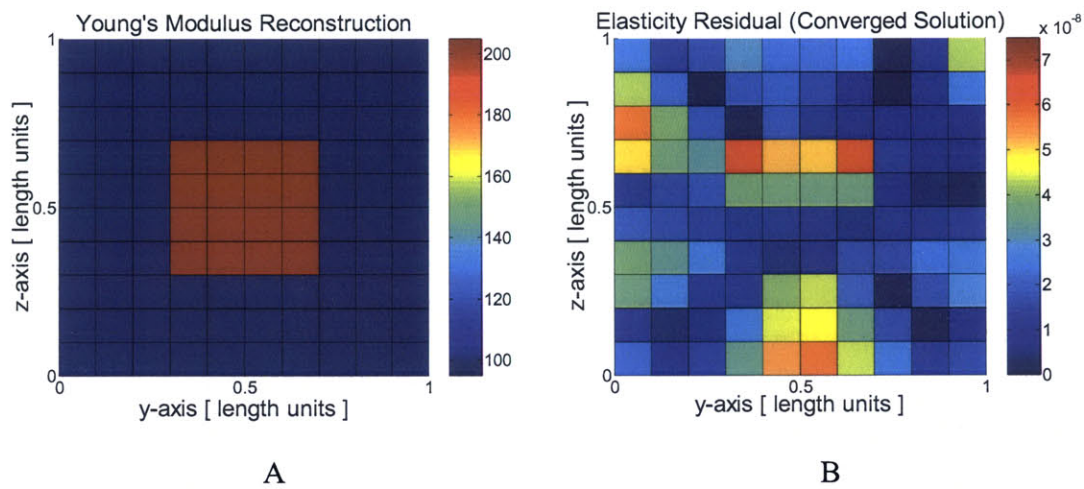 Young's Modulus Reconstruction
1
0.5
0
z-axis [ length units ]
0
0.5
1
y-axis [ length units ]
200
180
160
140
120
100
A
Elasticity Residual (Converged Solution)
x 10⁻⁸
1
0.5
0
z-axis [ length units ]
0
0.5
1
y-axis [ length units ]
7
6
5
4
3
2
1
0
B